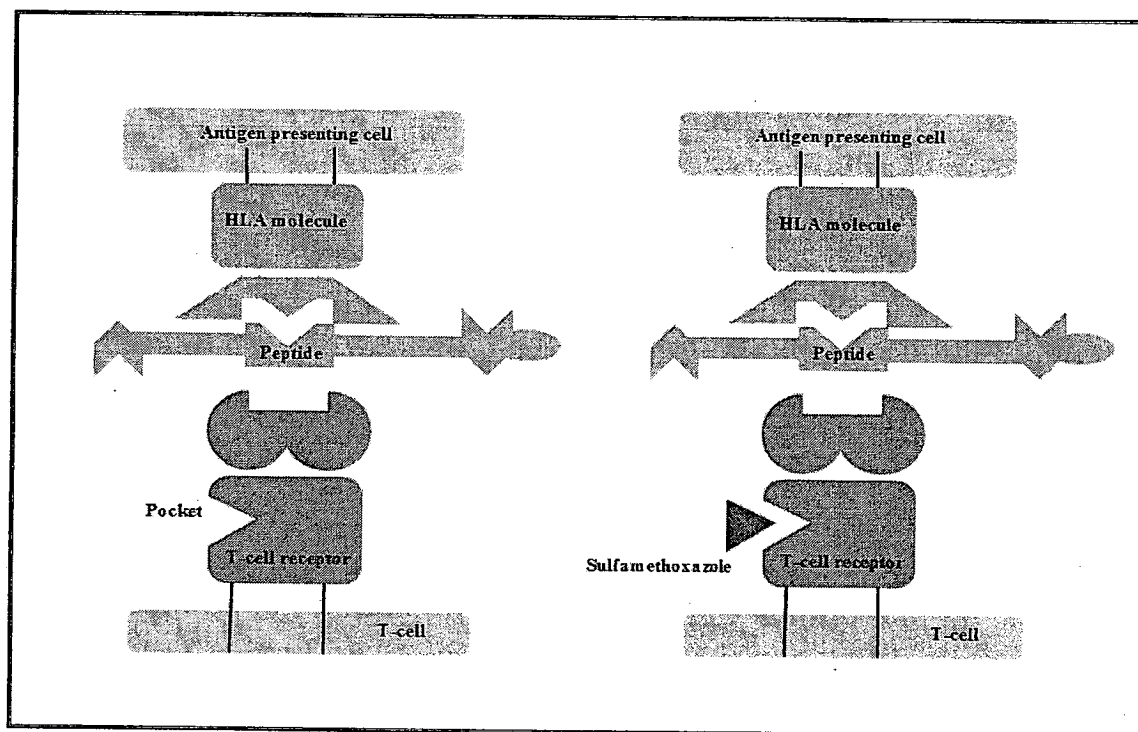 Antigen presenting cell
HLA molecule
Peptide
Pocket
T-cell receptor
T-cell
Antigen presenting cell
HLA molecule
Peptide
Sulfamethoxazole
T-cell receptor
T-cell